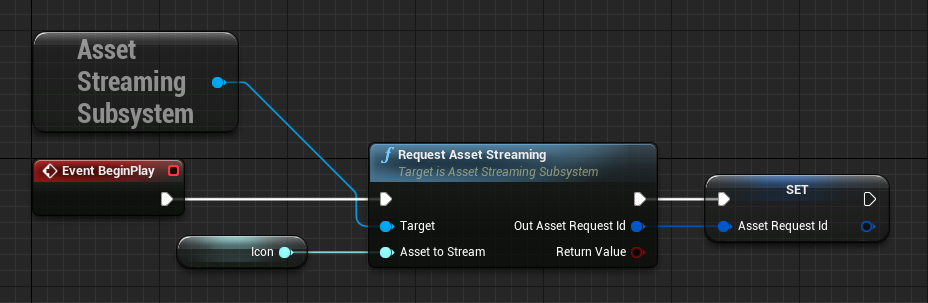 Asset
Streaming
Subsystem
Event BeginPlay
f Request Asset Streaming
Target is Asset Streaming Subsystem
SET
Target
Out Asset Request Id
Asset Request Id
Icon
Asset to Stream
Return Value